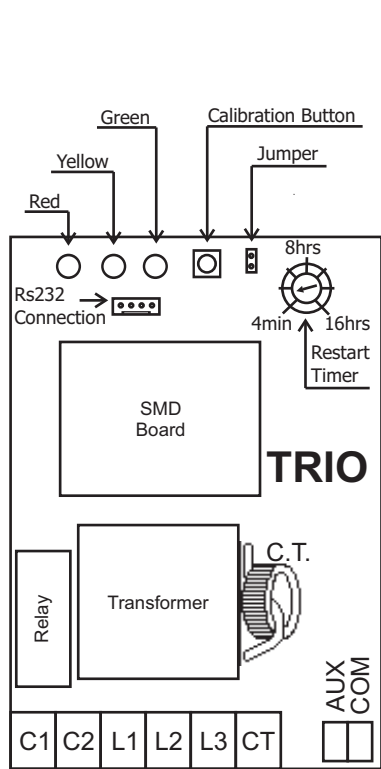 Green
Calibration Button
Yellow
Jumper
Red
8hrs
Rs232
Connection
4min
16hrs
Restart
Timer
SMD
Board
TRIO
C.T.
Relay
Transformer
AUX
COM
C1 C2 L1 L2 L3 CT